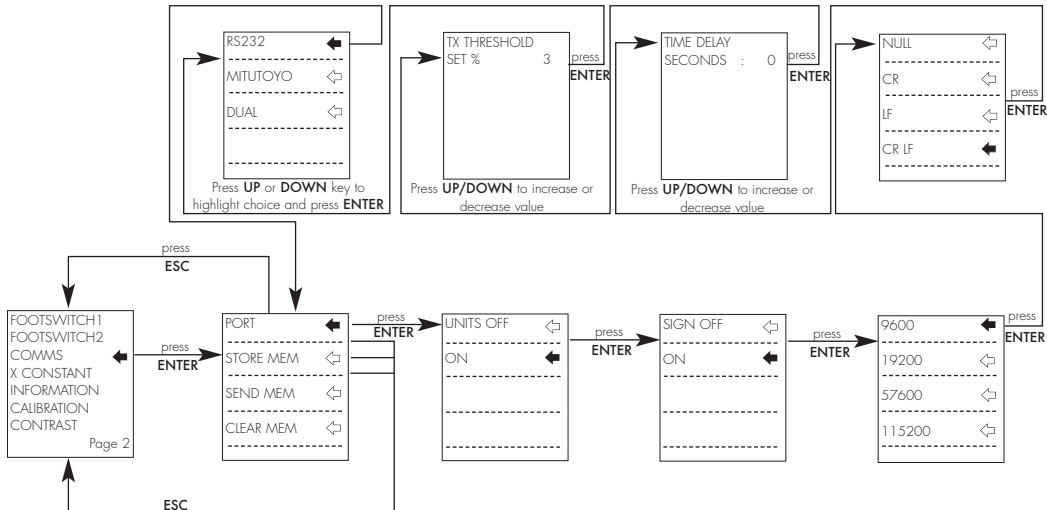 RS232
MITUTOYO
DUAL
Press UP or DOWN key to
highlight choice and press ENTER
TX THRESHOLD
SET % 3
press
ENTER
Press UP/DOWN to increase or
decrease value
TIME DELAY
SECONDS : 0
press
ENTER
Press UP/DOWN to increase or
decrease value
NULL
CR
LF
CR LF
press
ENTER
press
ESC
FOOTSWITCH1
FOOTSWITCH2
COMMS
X CONSTANT
INFORMATION
CALIBRATION
CONTRAST
Page 2
press
ENTER
PORT
STORE MEM
SEND MEM
CLEAR MEM
press
ENTER
UNITS OFF
ON
press
ENTER
SIGN OFF
ON
press
ENTER
9600
19200
57600
115200
press
ENTER
ESC